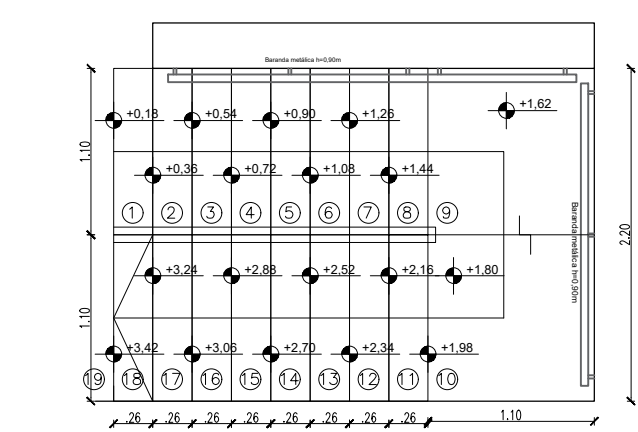 Baranda metálica h=0,90m
+0,18 +0,54 +0,90 +1,26 +1,62
+0,36 +0,72 +1,08 +1,44
1.10
1 2 3 4 5 6 7 8 9
Baranda metálica h=0,90m
2.20
+3,24 +2,88 +2,52 +2,16 +1,80
1.10
+3,42 +3,06 +2,70 +2,34 +1,98
19 18 17 16 15 14 13 12 11 10
.26 .26 .26 .26 .26 .26 .26 .26 1.10